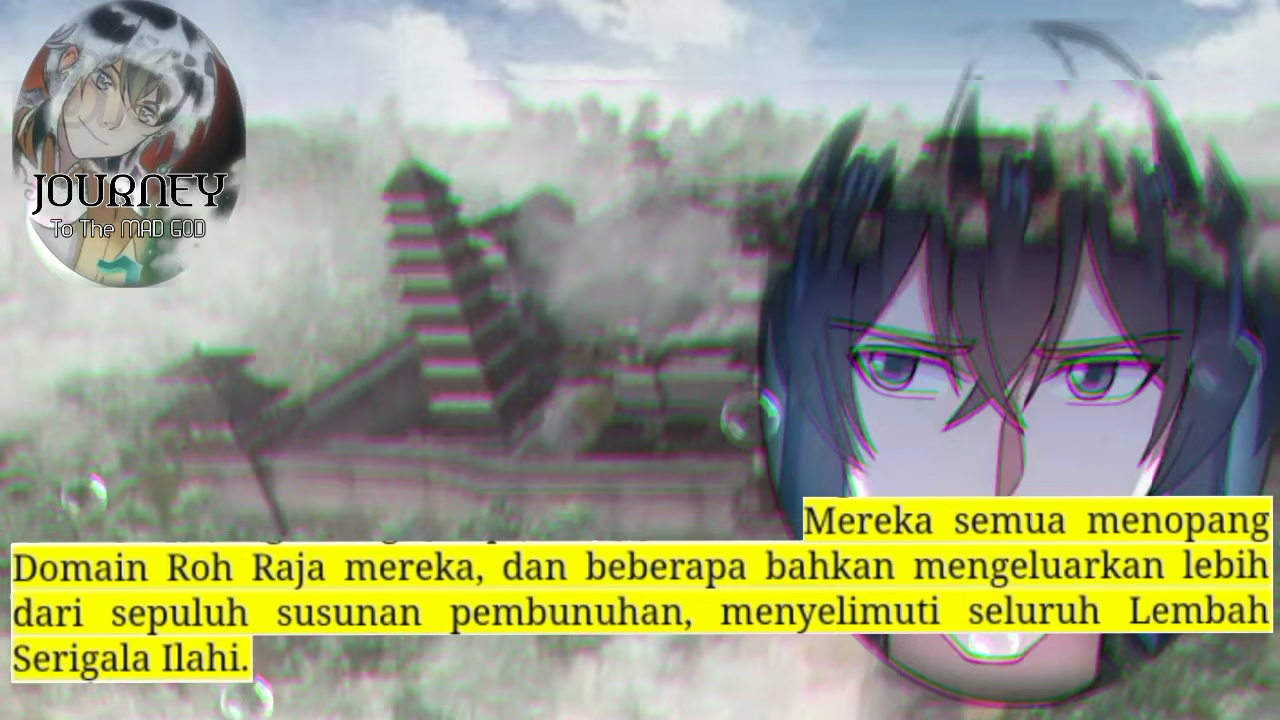 JOURNEY
To The MAD GOD
Mereka semua menopang
Domain Roh Raja mereka, dan beberapa bahkan mengeluarkan lebih
dari sepuluh susunan pembunuhan, menyelimuti seluruh Lembah
Serigala Ilahi.